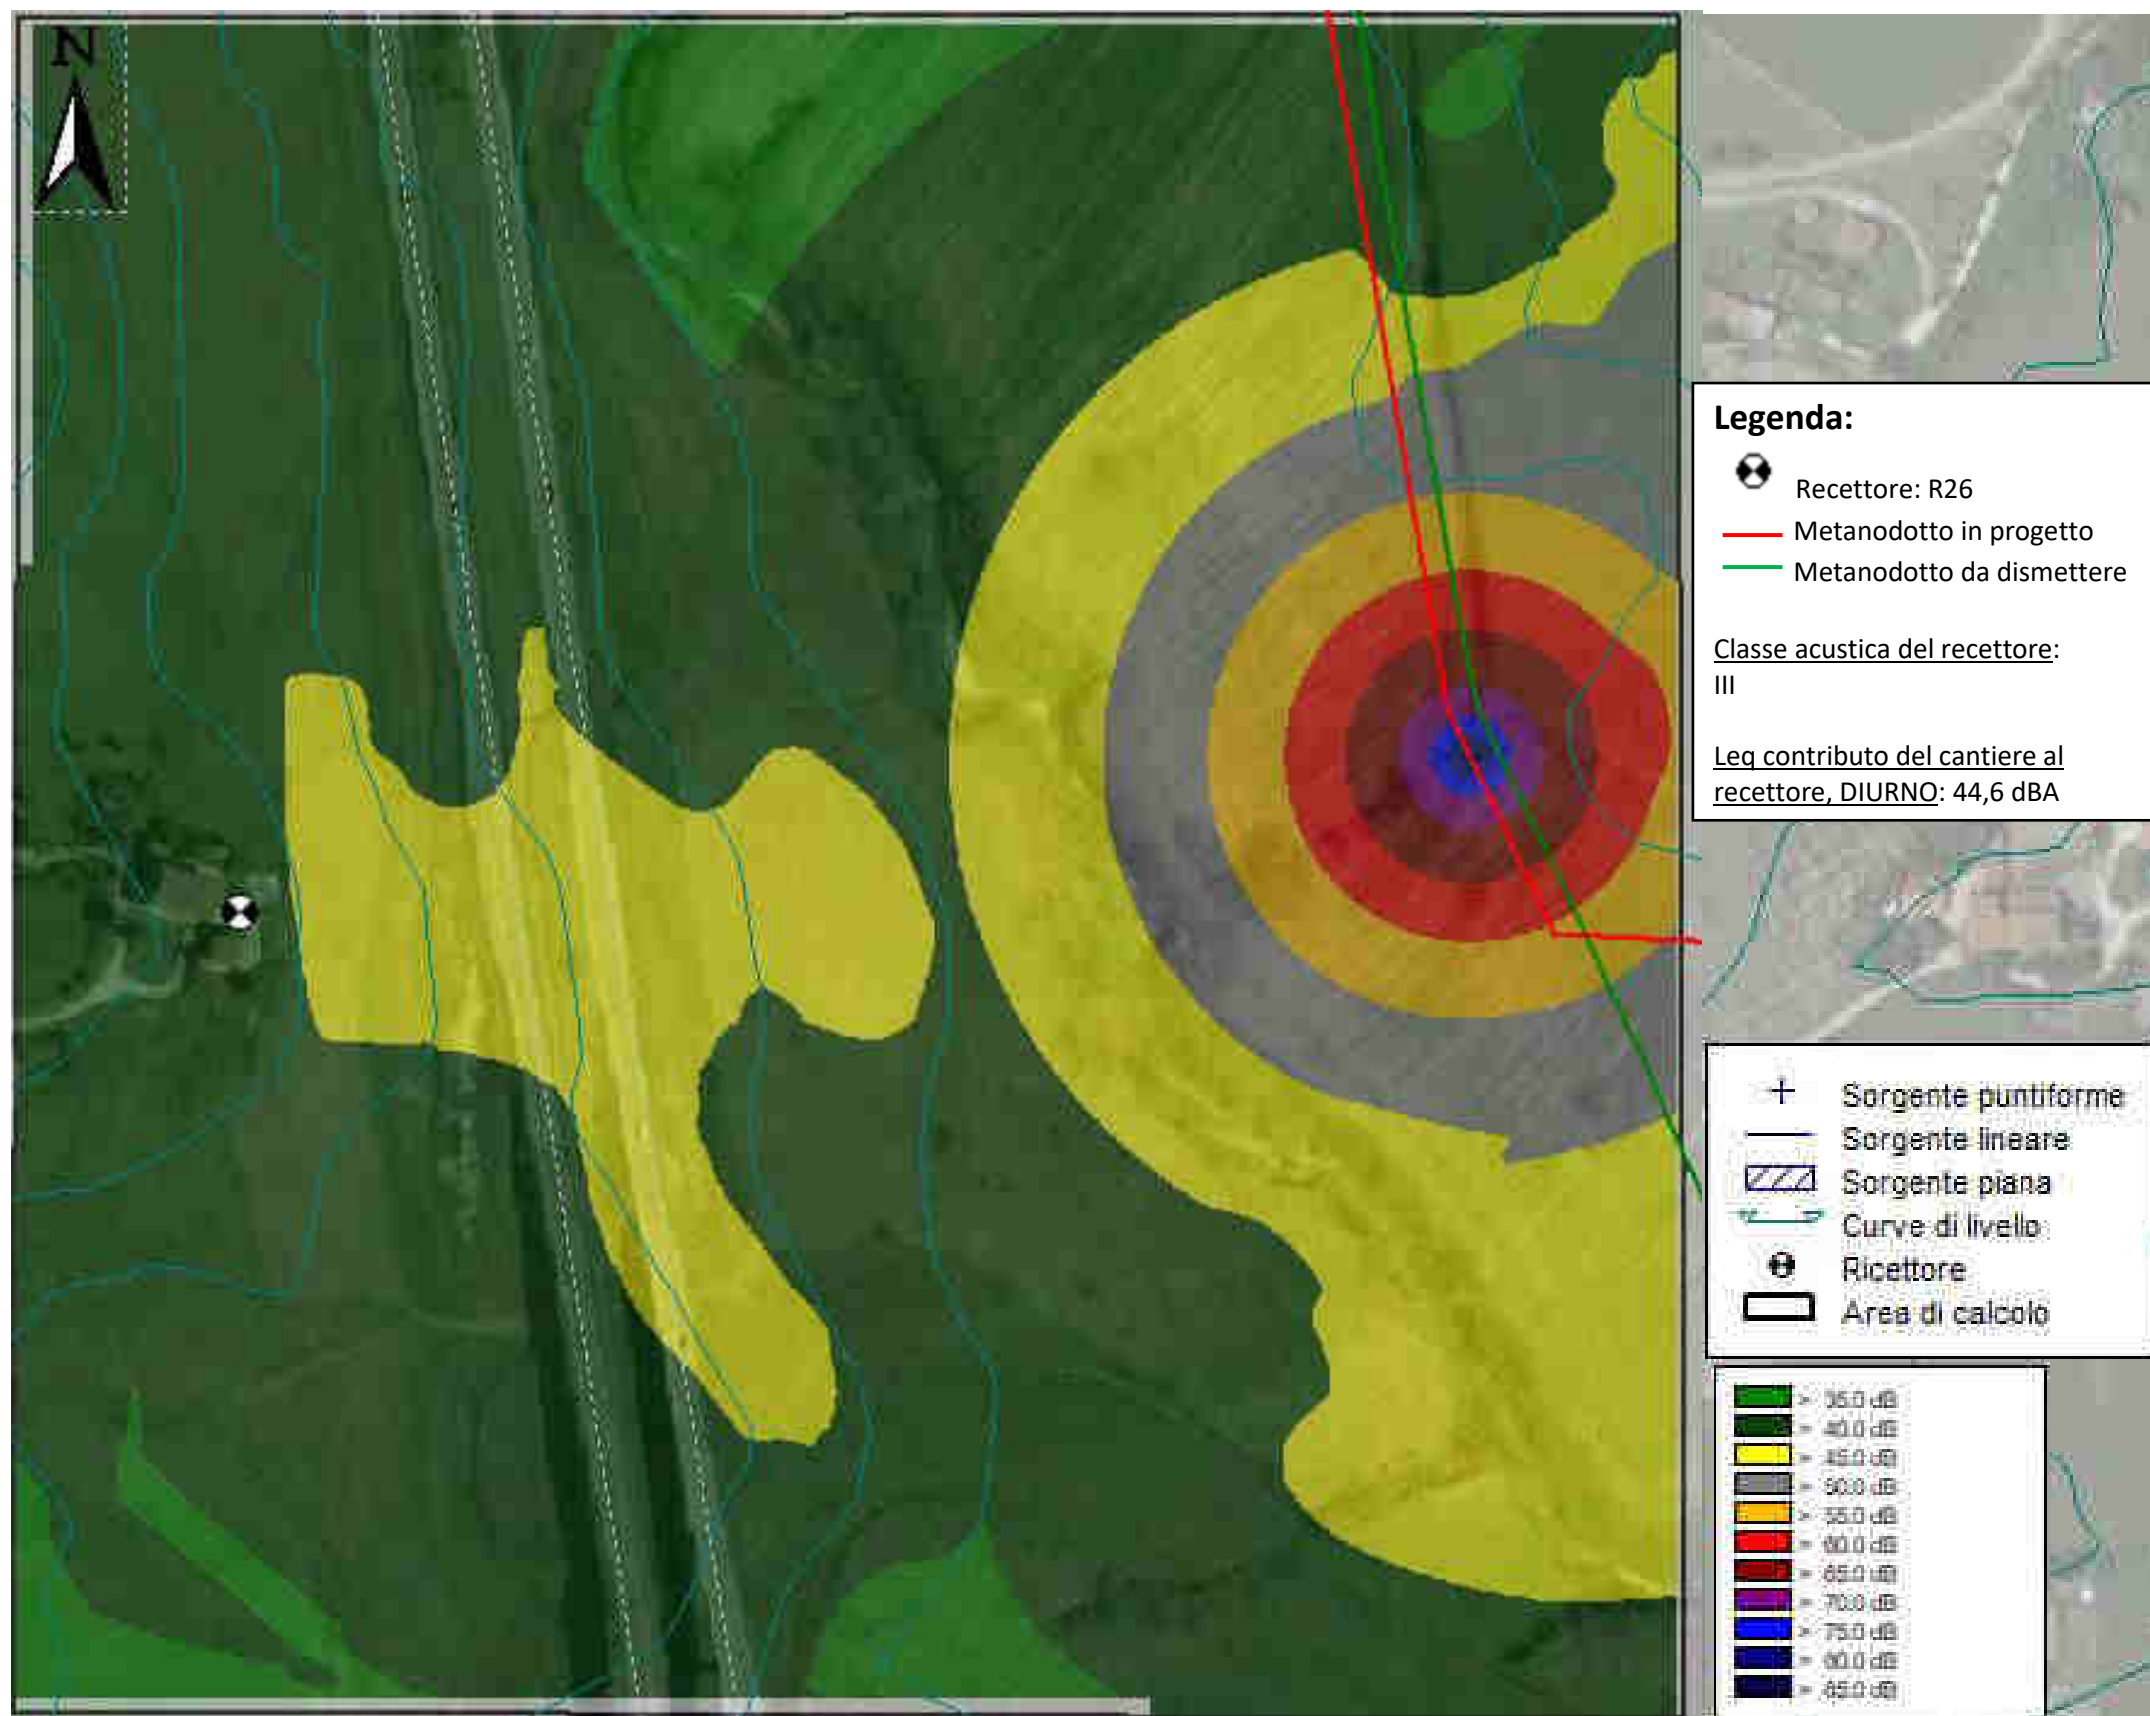 N
Legenda:
Recettore: R26
Metanodotto in progetto
Metanodotto da dismettere
Classe acustica del recettore:
III
Leq contributo del cantiere al
recettore, DIURNO: 44,6 dBA
Sorgente puntiforme
Sorgente lineare
Sorgente piana
Curve di livello
Ricettore
Area di calcolo
> 35.0 dB
> 40.0 dB
> 45.0 dB
> 50.0 dB
> 55.0 dB
> 60.0 dB
> 65.0 dB
> 70.0 dB
> 75.0 dB
> 80.0 dB
> 85.0 dB